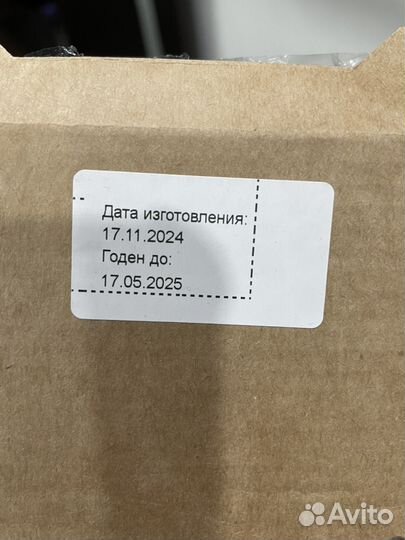 Дата изготовления:
17.11.2024
Годен до:
17.05.2025
Avito